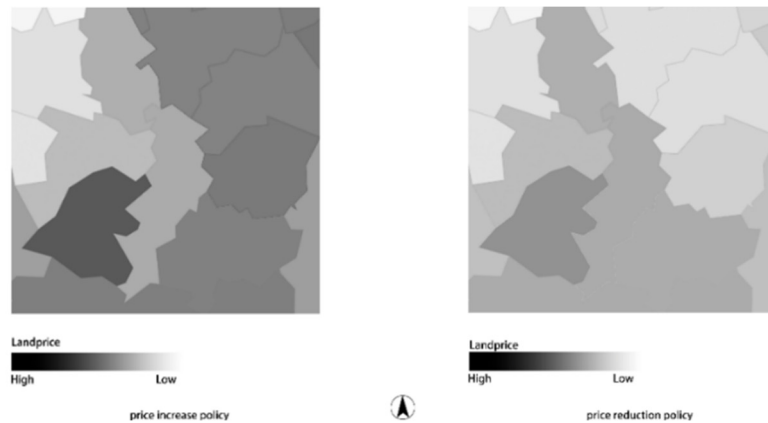 Landprice
High Low
price increase policy
Landprice
High Low
price reduction policy